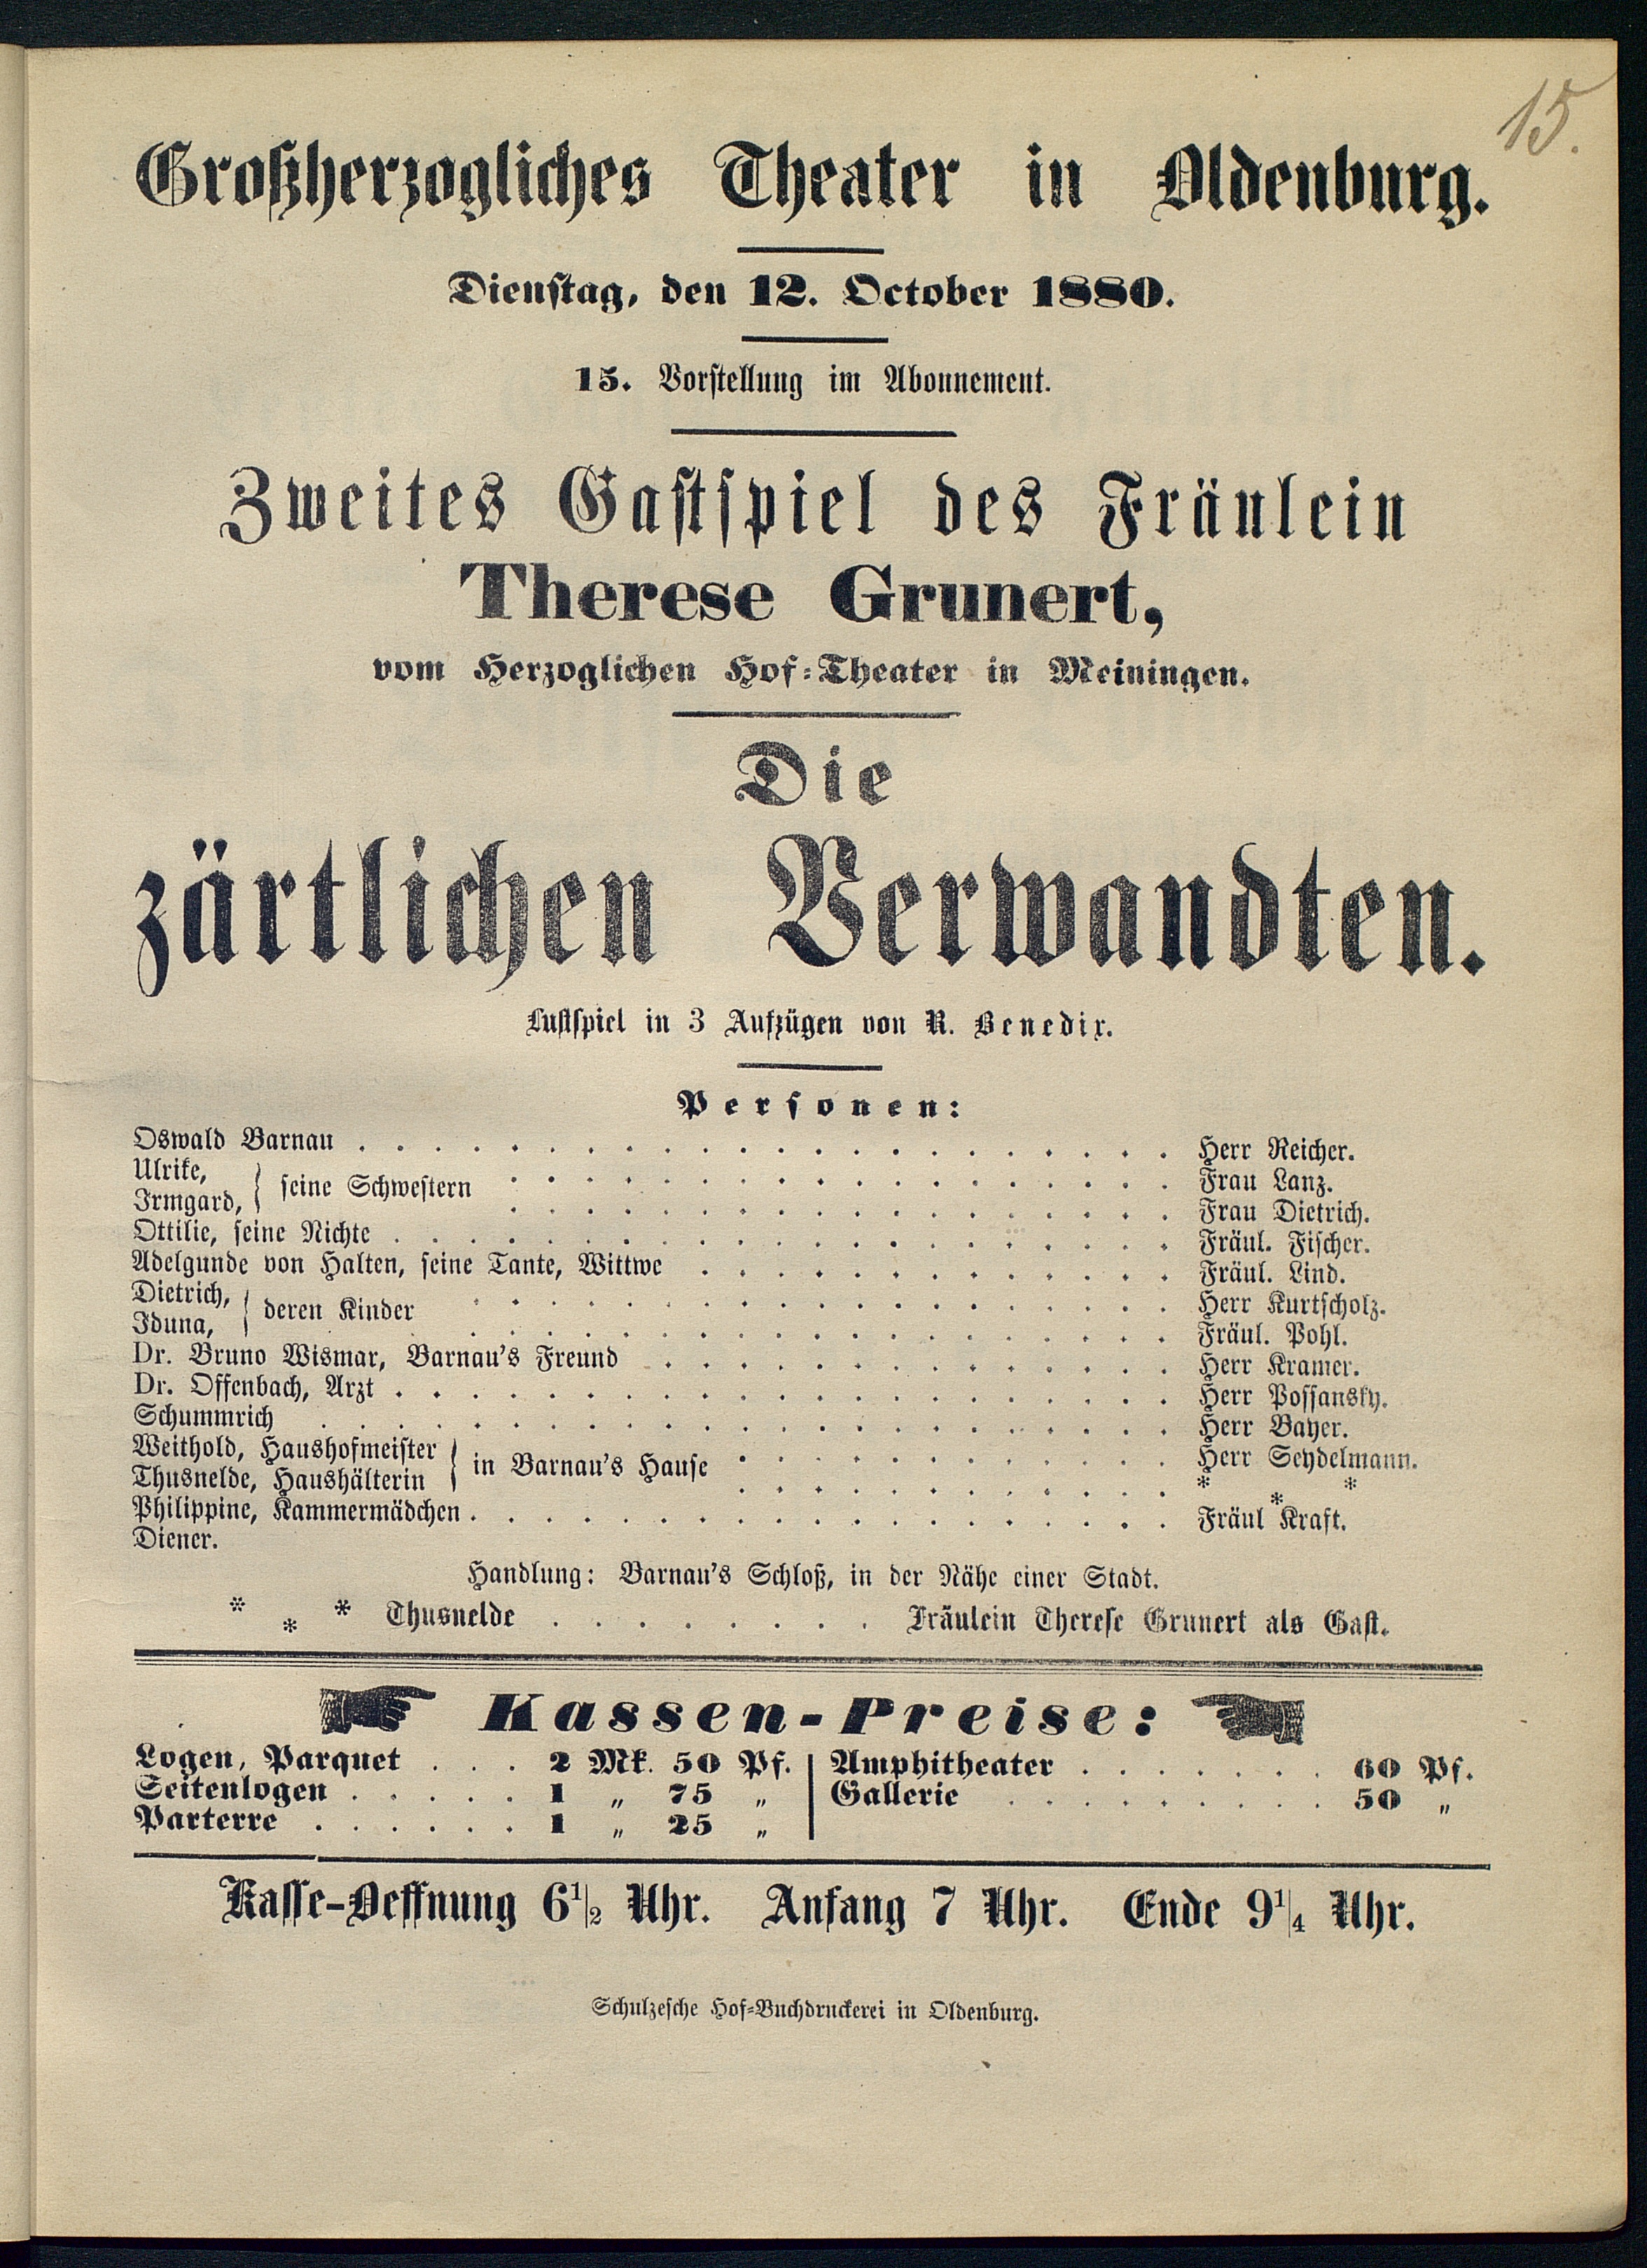 15.
Großherzogliches Theater in Oldenburg.
Dienstag, den 12. October 1880.
15. Vorstellung im Abonnement.
Zweites Gastspiel des Fräulein
Therese Grunert,
vom Herzoglichen Hof-Theater in Meiningen.
Die
zärtlichen Verwandten.
Lustspiel in 3 Aufzügen von R. Benedix.
Personen:
Oswald Barnau . . . . . . . . . . Herr Reicher.
Ulrike, } seine Schwestern . . . . . . . . . . Frau Lanz.
Irmgard, } . . . . . . . . . . Frau Dietrich.
Ottilie, seine Nichte . . . . . . . . . . Fräul. Fischer.
Adelgunde von Halten, seine Tante, Wittwe . . . . . . . . . . Fräul. Lind.
Dietrich, } deren Kinder . . . . . . . . . . Herr Kurtscholz.
Iduna, } . . . . . . . . . . Fräul. Pohl.
Dr. Bruno Wismar, Barnau's Freund . . . . . . . . . . Herr Kramer.
Dr. Offenbach, Arzt . . . . . . . . . . Herr Possansky.
Schummrich . . . . . . . . . . Herr Bayer.
Weithold, Haushofmeister } in Barnau's Hause . . . . . . . . . . Herr Seydelmann.
Thusnelde, Haushälterin } . . . . . . . . . . * * *
Philippine, Kammermädchen . . . . . . . . . . Fräul Kraft.
Diener.
Handlung: Barnau's Schloß, in der Nähe einer Stadt.
* * * Thusnelde . . . . . . . . Fräulein Therese Grunert als Gast.
Kassen-Preise:
Logen, Parquet . . . 2 Mk. 50 Pf. | Amphitheater . . . . . . . 60 Pf.
Seitenlogen . . . . . 1 „ 75 „ | Gallerie . . . . . . . . . 50 „
Parterre . . . . . . 1 „ 25 „
Kasse-Oeffnung 6 1/2 Uhr. Anfang 7 Uhr. Ende 9 1/4 Uhr.
Schulzesche Hof-Buchdruckerei in Oldenburg.